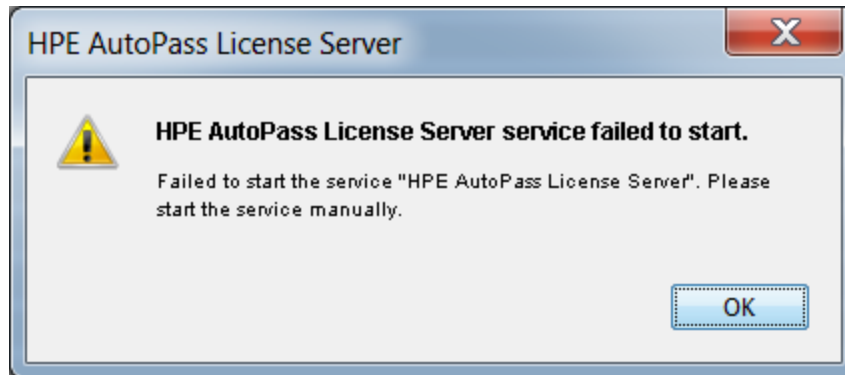 HPE AutoPass License Server
HPE AutoPass License Server service failed to start.
Failed to start the service "HPE AutoPass License Server". Please
start the service manually.
OK